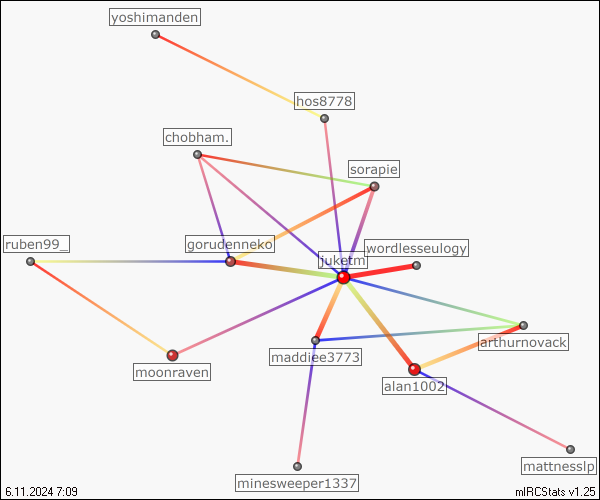 yoshimanden
hos8778
chobham.
sorapie
ruben99_
gorudenneko
wordlesseulogy
juketm
arthurnovack
maddiee3773
moonraven
alan1002
mattnesslp
minesweeper1337
6.11.2024 7:09
mIRCStats v1.25